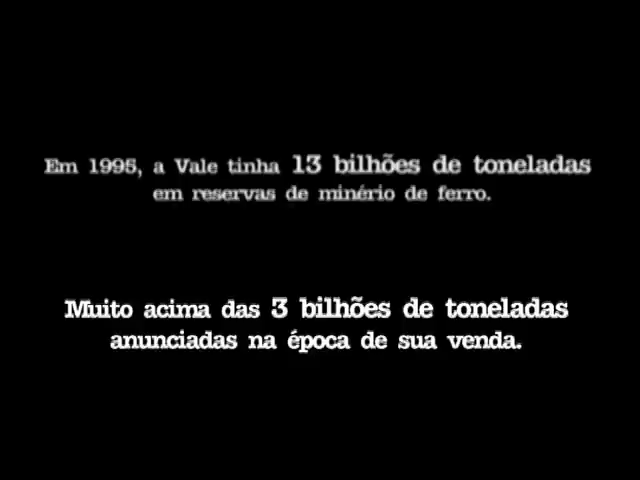 Em 1995, a Vale tinha 13 bilhões de toneladas
em reservas de minério de ferro.
Muito acima das 3 bilhões de toneladas
anunciadas na época de sua venda.